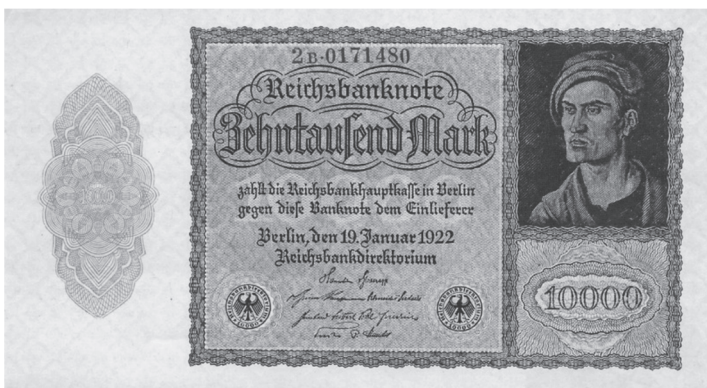 2B·0171480
Reichsbanknote
Zehntausend Mark
zahlt die Reichsbankhauptkasse in Berlin
gegen diese Banknote dem Einlieferer
Berlin, den 19. Januar 1922
Reichsbankdirektorium
10000